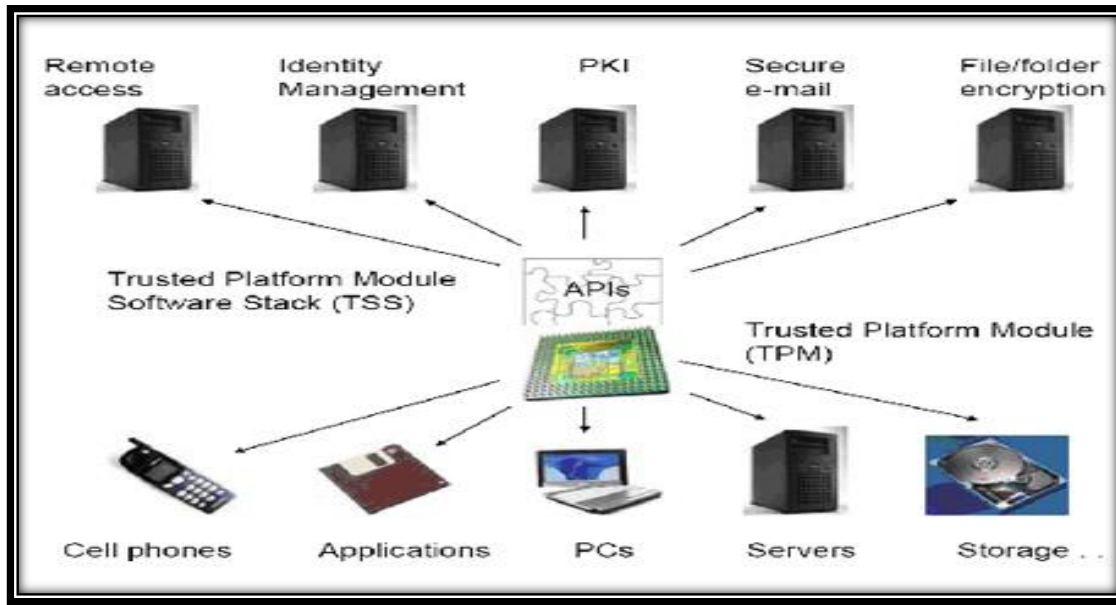 Remote
access
Identity
Management
PKI
Secure
e-mail
File/folder
encryption
Trusted Platform Module
Software Stack (TSS)
APIs
Trusted Platform Module
(TPM)
Cell phones
Applications
PCs
Servers
Storage . .